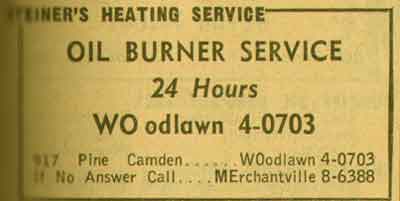 STEINER'S HEATING SERVICE
OIL BURNER SERVICE
24 Hours
WO odlawn 4-0703
917 Pine Camden......WOodlawn 4-0703
If No Answer Call....MErchantville 8-6388